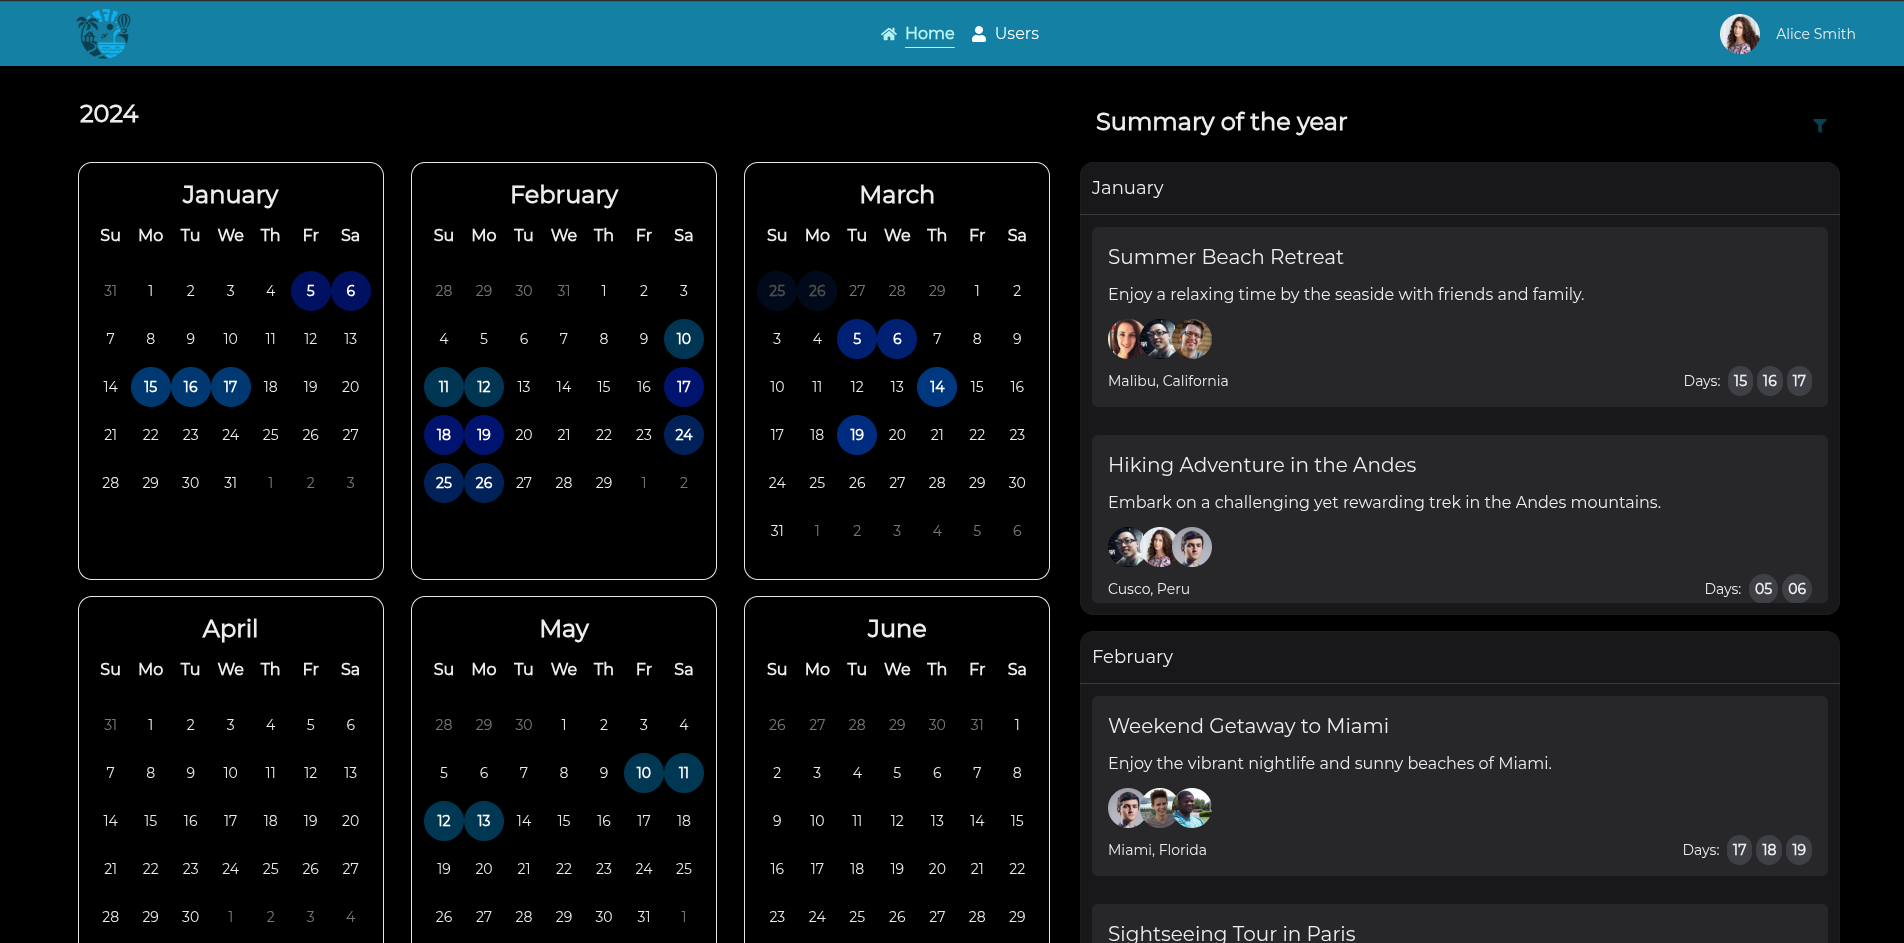 Home Users Alice Smith
2024
January
Su Mo Tu We Th Fr Sa
31 1 2 3 4 5 6
7 8 9 10 11 12 13
14 15 16 17 18 19 20
21 22 23 24 25 26 27
28 29 30 31 1 2 3
February
Su Mo Tu We Th Fr Sa
28 29 30 31 1 2 3
4 5 6 7 8 9 10
11 12 13 14 15 16 17
18 19 20 21 22 23 24
25 26 27 28 29 1 2
March
Su Mo Tu We Th Fr Sa
25 26 27 28 29 1 2
3 4 5 6 7 8 9
10 11 12 13 14 15 16
17 18 19 20 21 22 23
24 25 26 27 28 29 30
31 1 2 3 4 5 6
April
Su Mo Tu We Th Fr Sa
31 1 2 3 4 5 6
7 8 9 10 11 12 13
14 15 16 17 18 19 20
21 22 23 24 25 26 27
28 29 30 1 2 3 4
May
Su Mo Tu We Th Fr Sa
28 29 30 1 2 3 4
5 6 7 8 9 10 11
12 13 14 15 16 17 18
19 20 21 22 23 24 25
26 27 28 29 30 31 1
June
Su Mo Tu We Th Fr Sa
26 27 28 29 30 31 1
2 3 4 5 6 7 8
9 10 11 12 13 14 15
16 17 18 19 20 21 22
23 24 25 26 27 28 29
Summary of the year
January
Summer Beach Retreat
Enjoy a relaxing time by the seaside with friends and family.
Malibu, California Days: 15 16 17
Hiking Adventure in the Andes
Embark on a challenging yet rewarding trek in the Andes mountains.
Cusco, Peru Days: 05 06
February
Weekend Getaway to Miami
Enjoy the vibrant nightlife and sunny beaches of Miami.
Miami, Florida Days: 17 18 19
Sightseeing Tour in Paris